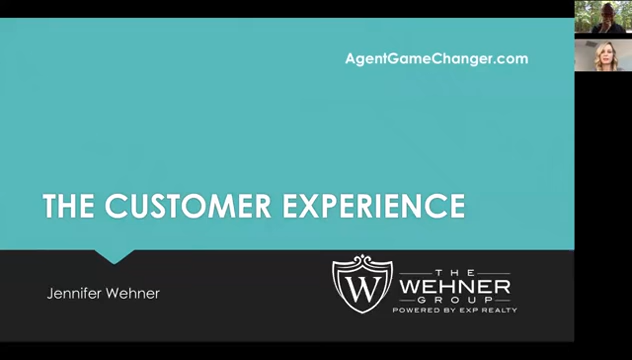 AgentGameChanger.com
THE CUSTOMER EXPERIENCE
Jennifer Wehner
W
THE
WEHNER
GROUP
POWERED BY EXP REALTY